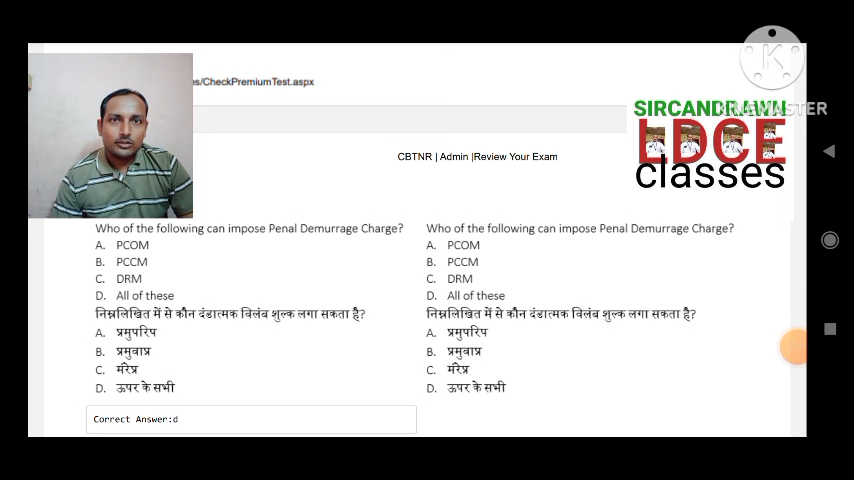 es/CheckPremiumTest.aspx
KINEMASTER
SIRCANDRAWN
LDCE
classes
CBTNR | Admin |Review Your Exam
Who of the following can impose Penal Demurrage Charge?
A. PCOM
B. PCCM
C. DRM
D. All of these
निम्नलिखित में से कौन दंडात्मक विलंब शुल्क लगा सकता है?
A. प्रमुपरिप
B. प्रमुवाप्र
C. मंरेप्र
D. ऊपर के सभी
Correct Answer:d
Who of the following can impose Penal Demurrage Charge?
A. PCOM
B. PCCM
C. DRM
D. All of these
निम्नलिखित में से कौन दंडात्मक विलंब शुल्क लगा सकता है?
A. प्रमुपरिप
B. प्रमुवाप्र
C. मंरेप्र
D. ऊपर के सभी